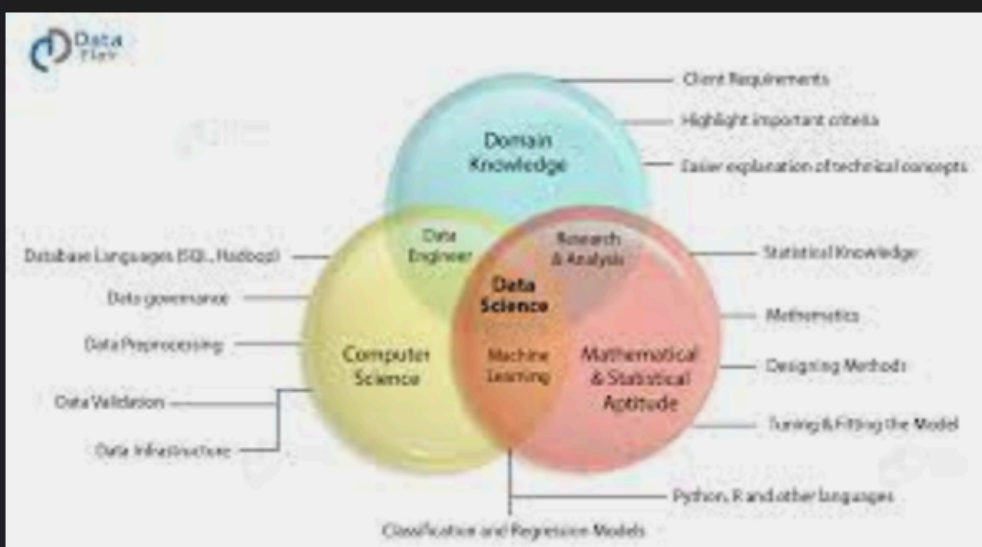 Data
Flair
Client Requirements
Highlight important criteria
Easier explanation of technical concepts
Domain
Knowledge
Data
Engineer
Research
& Analysis
Data
Science
Machine
Learning
Computer
Science
Mathematical
& Statistical
Aptitude
Database Languages (SQL, Hadoop)
Data governance
Data Preprocessing
Data Validation
Data Infrastructure
Statistical Knowledge
Mathematics
Designing Methods
Tuning & Fitting the Model
Python, R and other languages
Classification and Regression Models